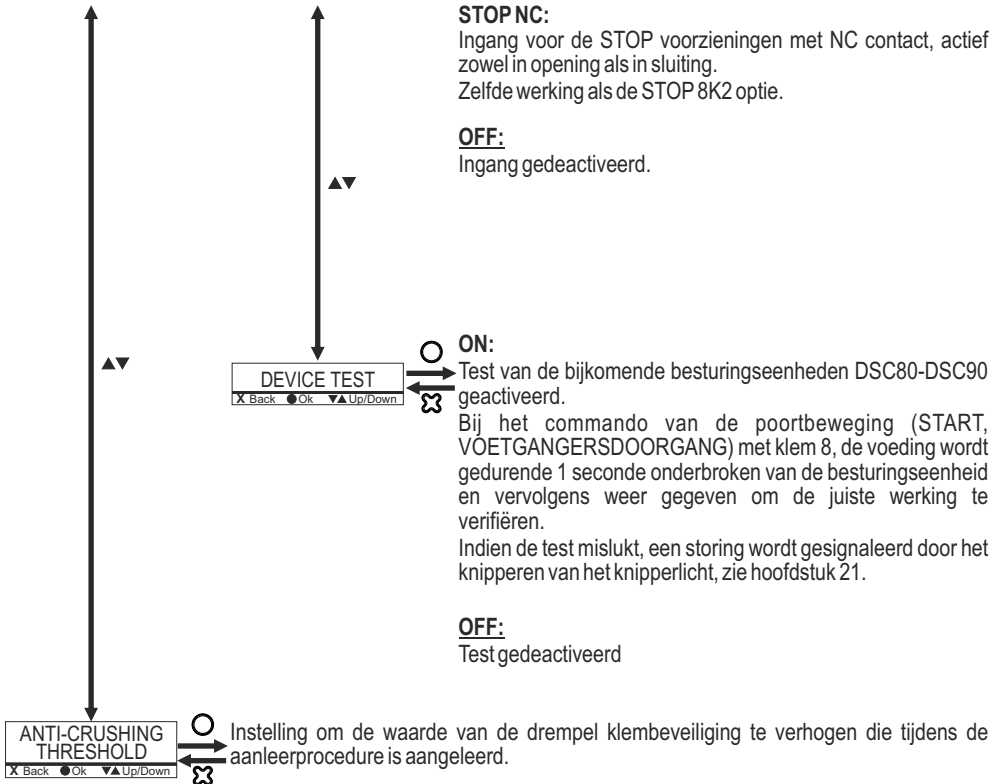 STOP NC:
Ingang voor de STOP voorzieningen met NC contact, actief
zowel in opening als in sluiting.
Zelfde werking als de STOP 8K2 optie.
OFF:
Ingang gedeactiveerd.
▲▼
▲▼
DEVICE TEST
X Back ●Ok ▼▲Up/Down
ON:
Test van de bijkomende besturingseenheden DSC80-DSC90
geactiveerd.
Bij het commando van de poortbeweging (START,
VOETGANGERSDOORGANG) met klem 8, de voeding wordt
gedurende 1 seconde onderbroken van de besturingseenheid
en vervolgens weer gegeven om de juiste werking te
verifiëren.
Indien de test mislukt, een storing wordt gesignaleerd door het
knipperen van het knipperlicht, zie hoofdstuk 21.
OFF:
Test gedeactiveerd
ANTI-CRUSHING
THRESHOLD
X Back ●Ok ▼▲Up/Down
Instelling om de waarde van de drempel klembeveiliging te verhogen die tijdens de
aanleerprocedure is aangeleerd.